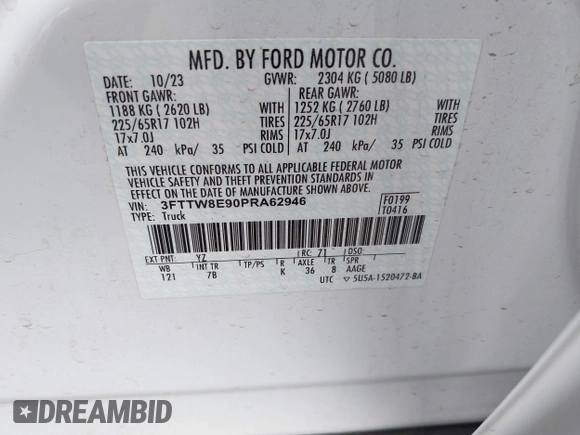 MFD. BY FORD MOTOR CO.
DATE: 10/23 GVWR: 2304 KG ( 5080 LB)
FRONT GAWR: REAR GAWR:
1188 KG ( 2620 LB) WITH 1252 KG ( 2760 LB) WITH
225/65R17 102H TIRES 225/65R17 102H TIRES
17x7.0J RIMS 17x7.0J RIMS
AT 240 kPa/ 35 PSI COLD AT 240 kPa/ 35 PSI COLD
THIS VEHICLE CONFORMS TO ALL APPLICABLE FEDERAL MOTOR
VEHICLE SAFETY AND BUMPER STANDARDS IN
EFFECT ON THE DATE OF MANUFACTURE SHOWN ABOVE.
VIN: 3FTTW8E90PRA62946 F0199
TYPE: Truck T0416
EXT PNT: YZ RC: 71 DSO:
WB INT TR TP/PS R AXLE TR SPR
121 7B K 36 8 AAGE
UTC 5U5A-1520472-BA
DREAMBID